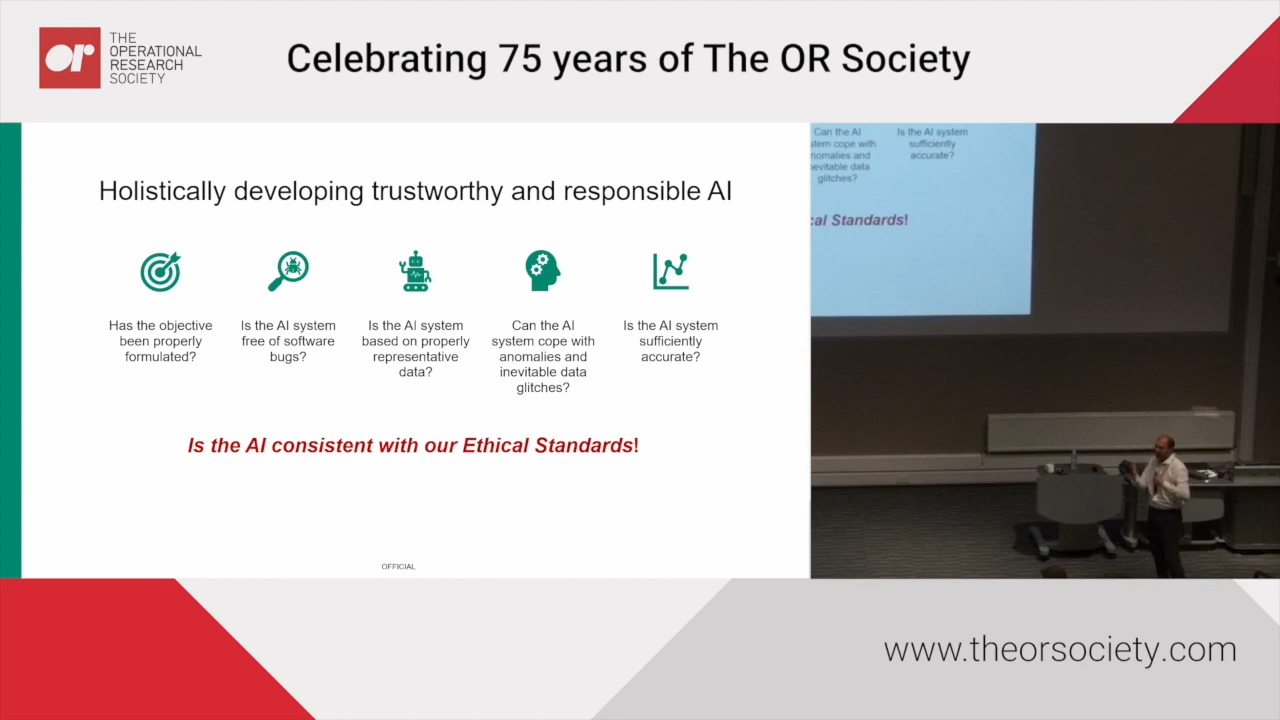 THE
OPERATIONAL
RESEARCH
SOCIETY
or
Celebrating 75 years of The OR Society
Holistically developing trustworthy and responsible AI
Has the objective
been properly
formulated?
Is the AI system
free of software
bugs?
Is the AI system
based on properly
representative
data?
Can the AI
system cope with
anomalies and
inevitable data
glitches?
Is the AI system
sufficiently
accurate?
Is the AI consistent with our Ethical Standards!
OFFICIAL
Can the AI
stem cope with
nomalies and
evitable data
glitches?
Is the AI system
sufficiently
accurate?
cal Standards!
www.theorsociety.com